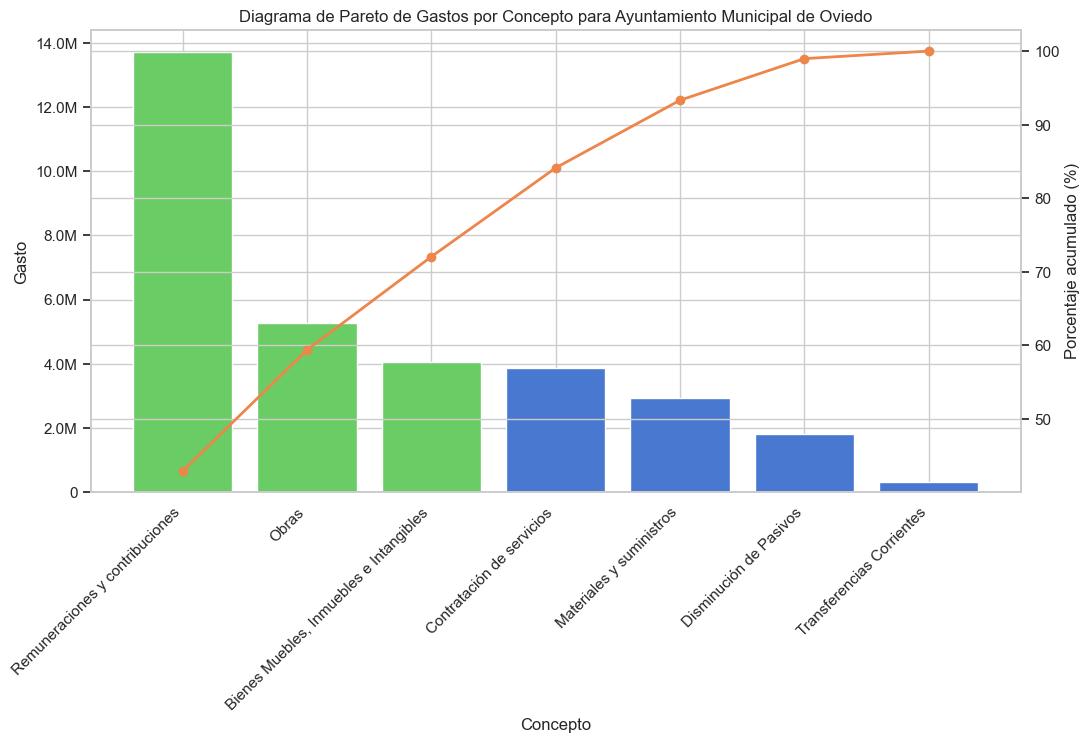 Diagrama de Pareto de Gastos por Concepto para Ayuntamiento Municipal de Oviedo
14.0M
12.0M
10.0M
8.0M
6.0M
4.0M
2.0M
0
Gasto
100
90
80
70
60
50
Porcentaje acumulado (%)
Remuneraciones y contribuciones
Obras
Bienes Muebles, Inmuebles e Intangibles
Contratación de servicios
Materiales y suministros
Disminución de Pasivos
Transferencias Corrientes
Concepto